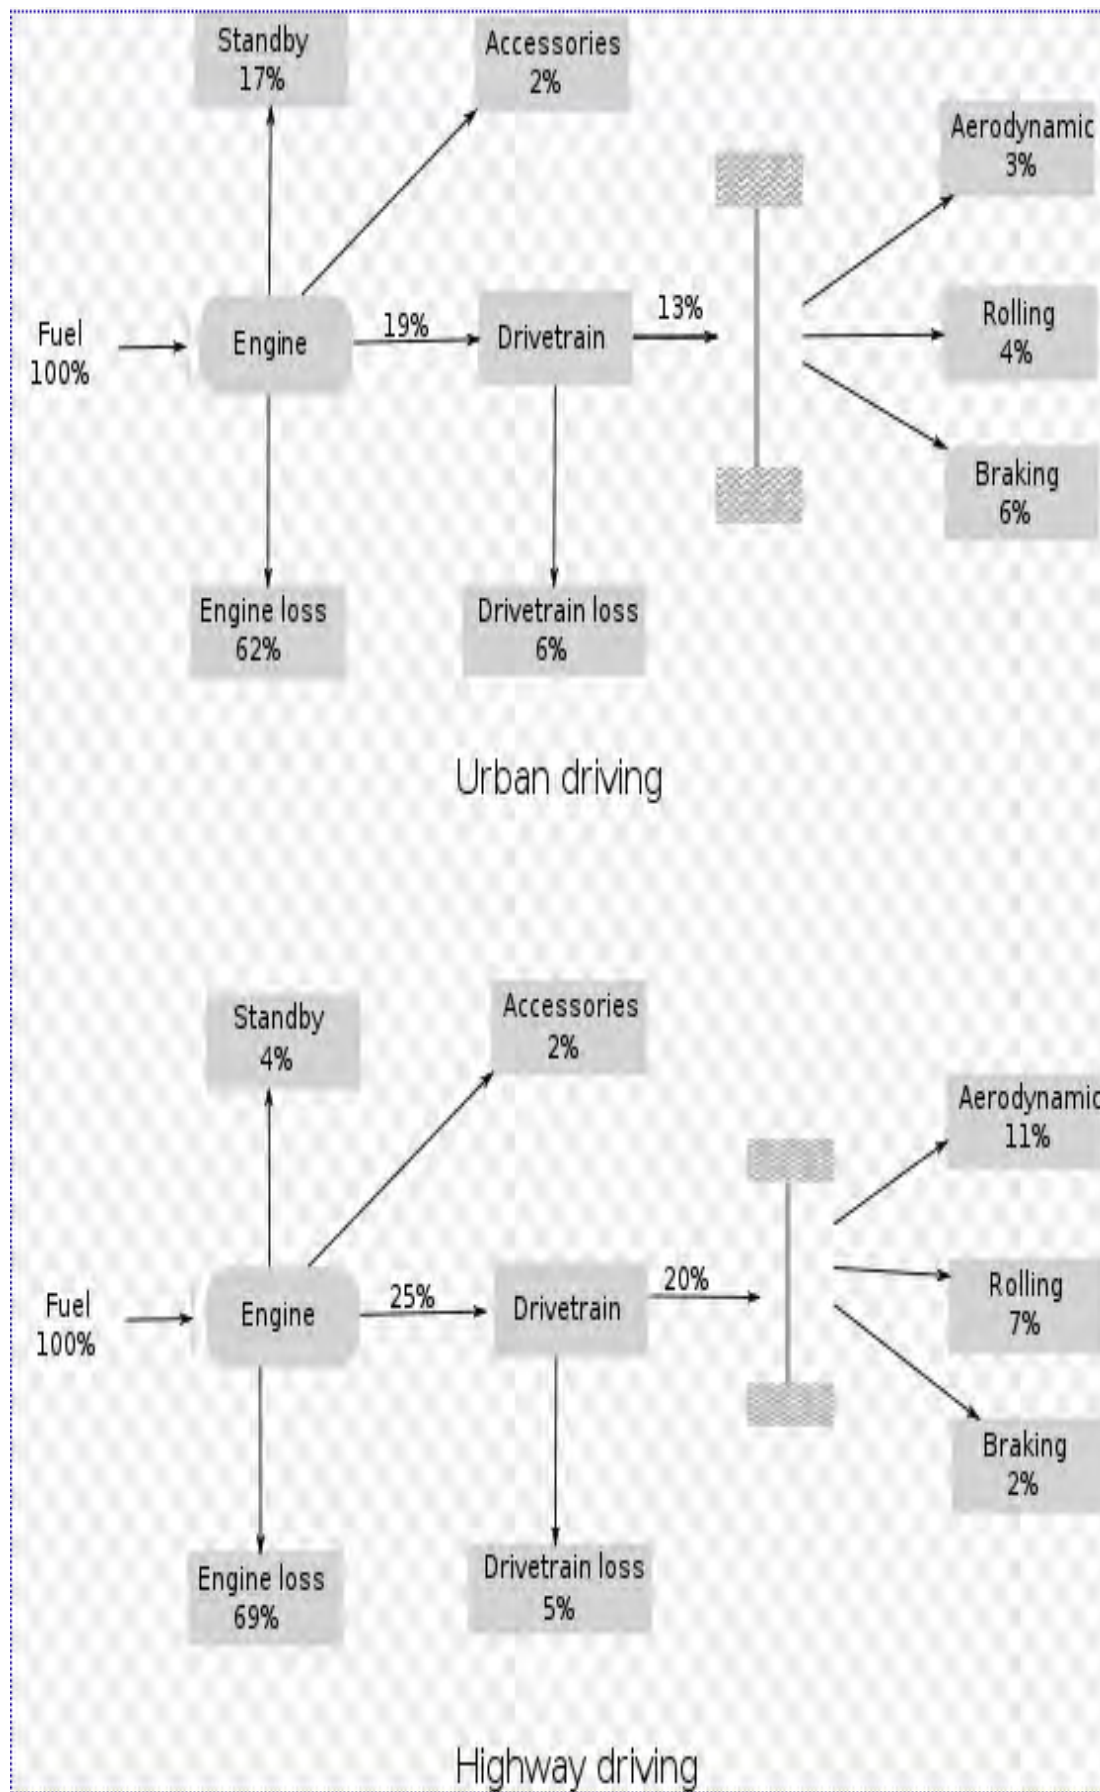 Standby
17%
Accessories
2%
Aerodynamic
3%
Fuel
100%
Engine
19%
Drivetrain
13%
Rolling
4%
Braking
6%
Engine loss
62%
Drivetrain loss
6%
Urban driving
Standby
4%
Accessories
2%
Aerodynamic
11%
Fuel
100%
Engine
25%
Drivetrain
20%
Rolling
7%
Braking
2%
Engine loss
69%
Drivetrain loss
5%
Highway driving